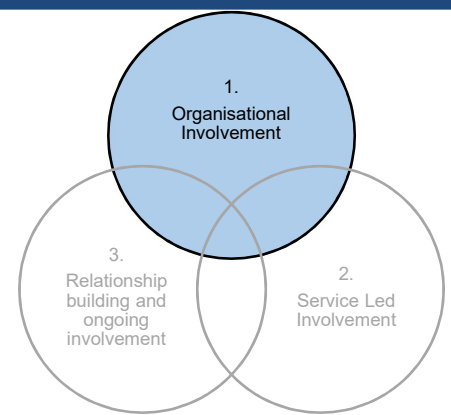 1.
Organisational
Involvement
3.
Relationship
building and
ongoing
involvement
2.
Service Led
Involvement